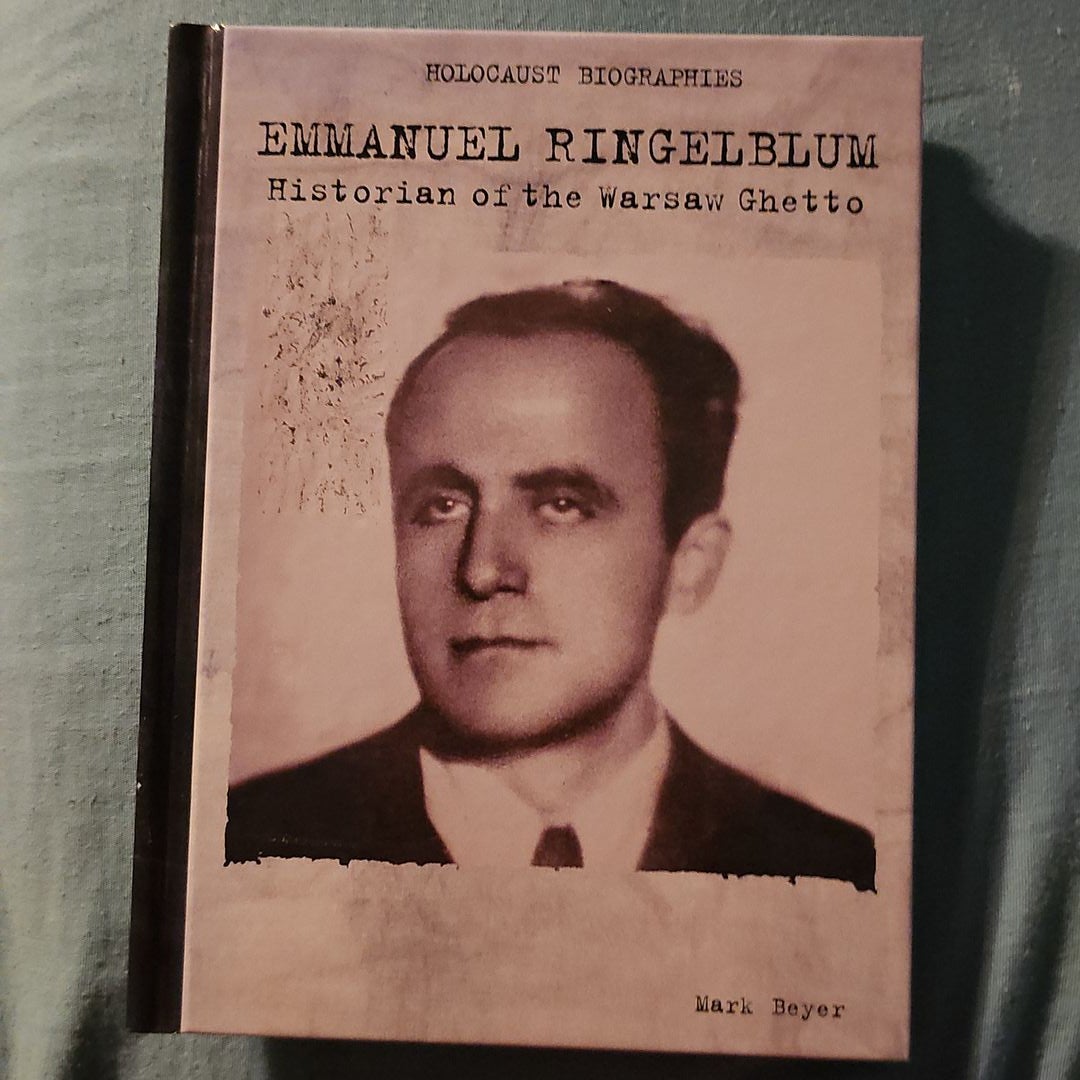 HOLOCAUST BIOGRAPHIES
EMMANUEL RINGELBLUM
Historian of the Warsaw Ghetto
Mark Beyer